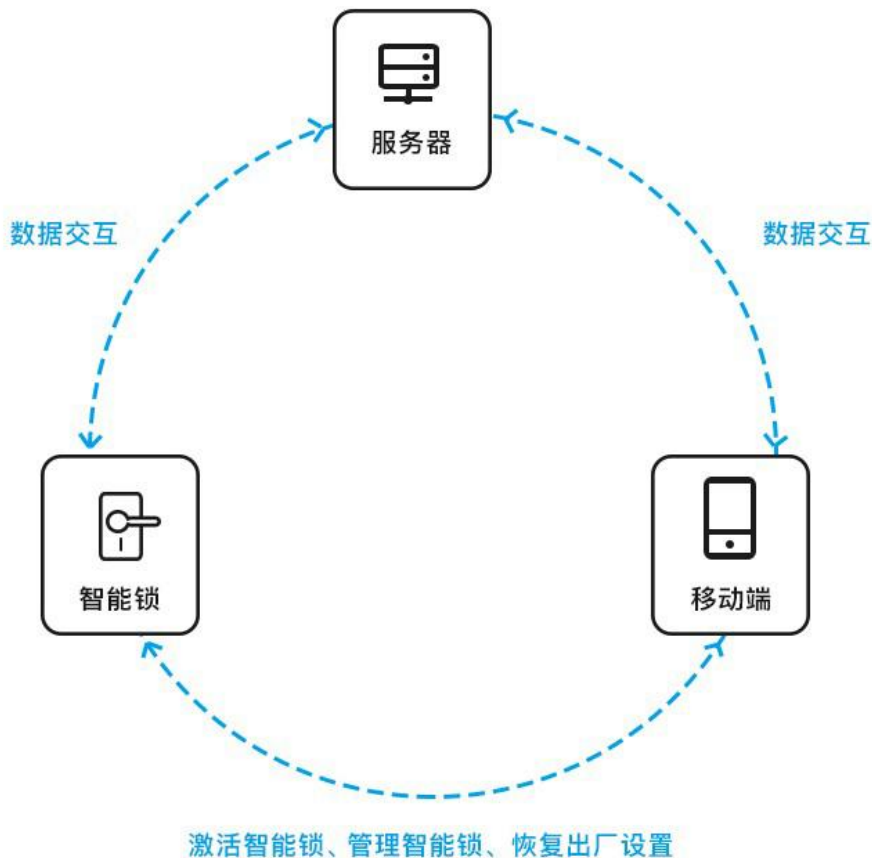 服务器
数据交互
数据交互
智能锁
移动端
激活智能锁、管理智能锁、恢复出厂设置